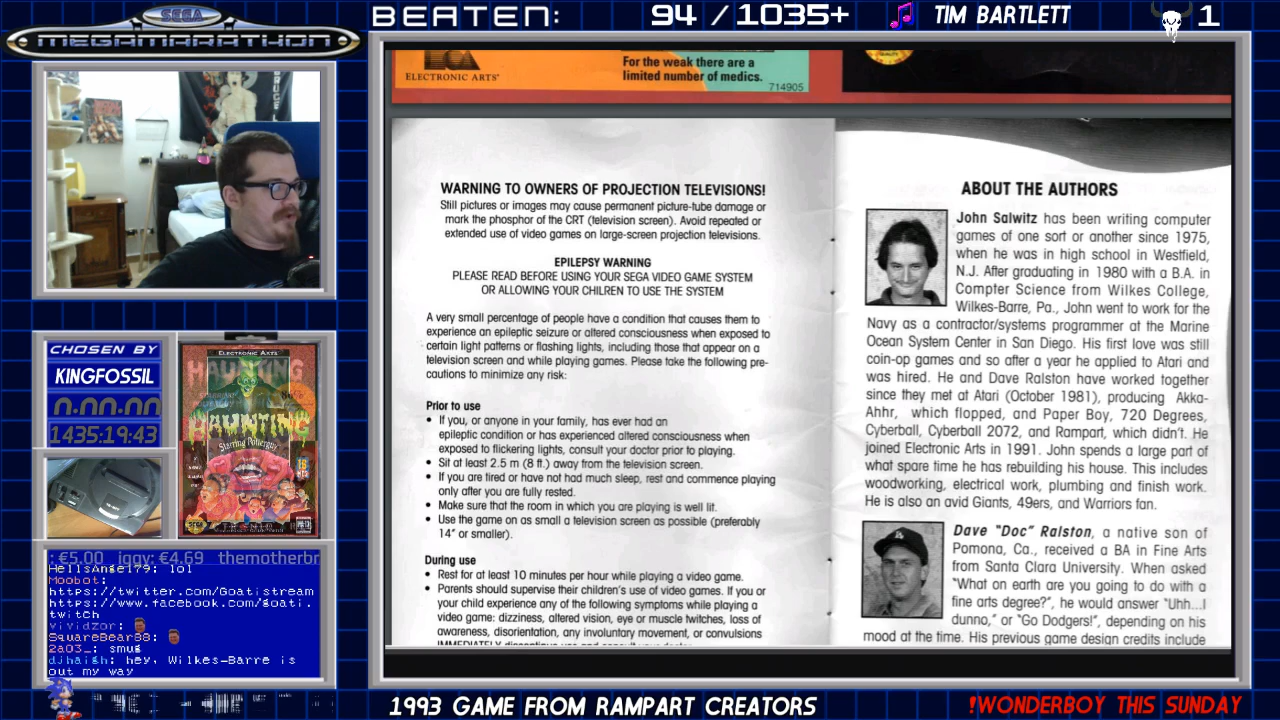 SEGA
MEGAMARATHON
BEATEN:
94 / 1035+
TIM BARTLETT
1
CHOSEN BY
KINGFOSSIL
0:00:00
1435:19:43
ELECTRONIC ARTS
HAUNTING
Starring Polterguy
: €5.00 iggy: €4.69 themotherbr
HellsAngel79: lol
Moobot:
https://twitter.com/Goatistream
https://www.facebook.com/goati.
twitch
vividzor:
SquareBear88:
2a03_: smug
djhaigh: hey, Wilkes-Barre is
out my way
ELECTRONIC ARTS®
For the weak there are a
limited number of medics.
714905
WARNING TO OWNERS OF PROJECTION TELEVISIONS!
Still pictures or images may cause permanent picture-tube damage or
mark the phosphor of the CRT (television screen). Avoid repeated or
extended use of video games on large-screen projection televisions.
EPILEPSY WARNING
PLEASE READ BEFORE USING YOUR SEGA VIDEO GAME SYSTEM
OR ALLOWING YOUR CHILREN TO USE THE SYSTEM
A very small percentage of people have a condition that causes them to
experience an epileptic seizure or altered consciousness when exposed to
certain light patterns or flashing lights, including those that appear on a
television screen and while playing games. Please take the following pre-
cautions to minimize any risk:
Prior to use
• If you, or anyone in your family, has ever had an
epileptic condition or has experienced altered consciousness when
exposed to flickering lights, consult your doctor prior to playing.
• Sit at least 2.5 m (8 ft.) away from the television screen.
• If you are tired or have not had much sleep, rest and commence playing
only after you are fully rested.
• Make sure that the room in which you are playing is well lit.
• Use the game on as small a television screen as possible (preferably
14" or smaller).
During use
• Rest for at least 10 minutes per hour while playing a video game.
• Parents should supervise their children's use of video games. If you or
your child experience any of the following symptoms while playing a
video game: dizziness, altered vision, eye or muscle twitches, loss of
awareness, disorientation, any involuntary movement, or convulsions
IMMEDIATELY discontinue use and consult your doctor.
ABOUT THE AUTHORS
John Salwitz has been writing computer
games of one sort or another since 1975,
when he was in high school in Westfield,
N.J. After graduating in 1980 with a B.A. in
Compter Science from Wilkes College,
Wilkes-Barre, Pa., John went to work for the
Navy as a contractor/systems programmer at the Marine
Ocean System Center in San Diego. His first love was still
coin-op games and so after a year he applied to Atari and
was hired. He and Dave Ralston have worked together
since they met at Atari (October 1981), producing Akka-
Ahr, which flopped, and Paper Boy, 720 Degrees,
Cyberball, Cyberball 2072, and Rampart, which didn't. He
joined Electronic Arts in 1991. John spends a large part of
what spare time he has rebuilding his house. This includes
woodworking, electrical work, plumbing and finish work.
He is also an avid Giants, 49ers, and Warriors fan.
Dave "Doc" Ralston, a native son of
Pomona, Ca., received a BA in Fine Arts
from Santa Clara University. When asked
"What on earth are you going to do with a
fine arts degree?", he would answer "Uhh...I
dunno," or "Go Dodgers!", depending on his
mood at the time. His previous game design credits include
1993 GAME FROM RAMPART CREATORS
!WONDERBOY THIS SUNDAY